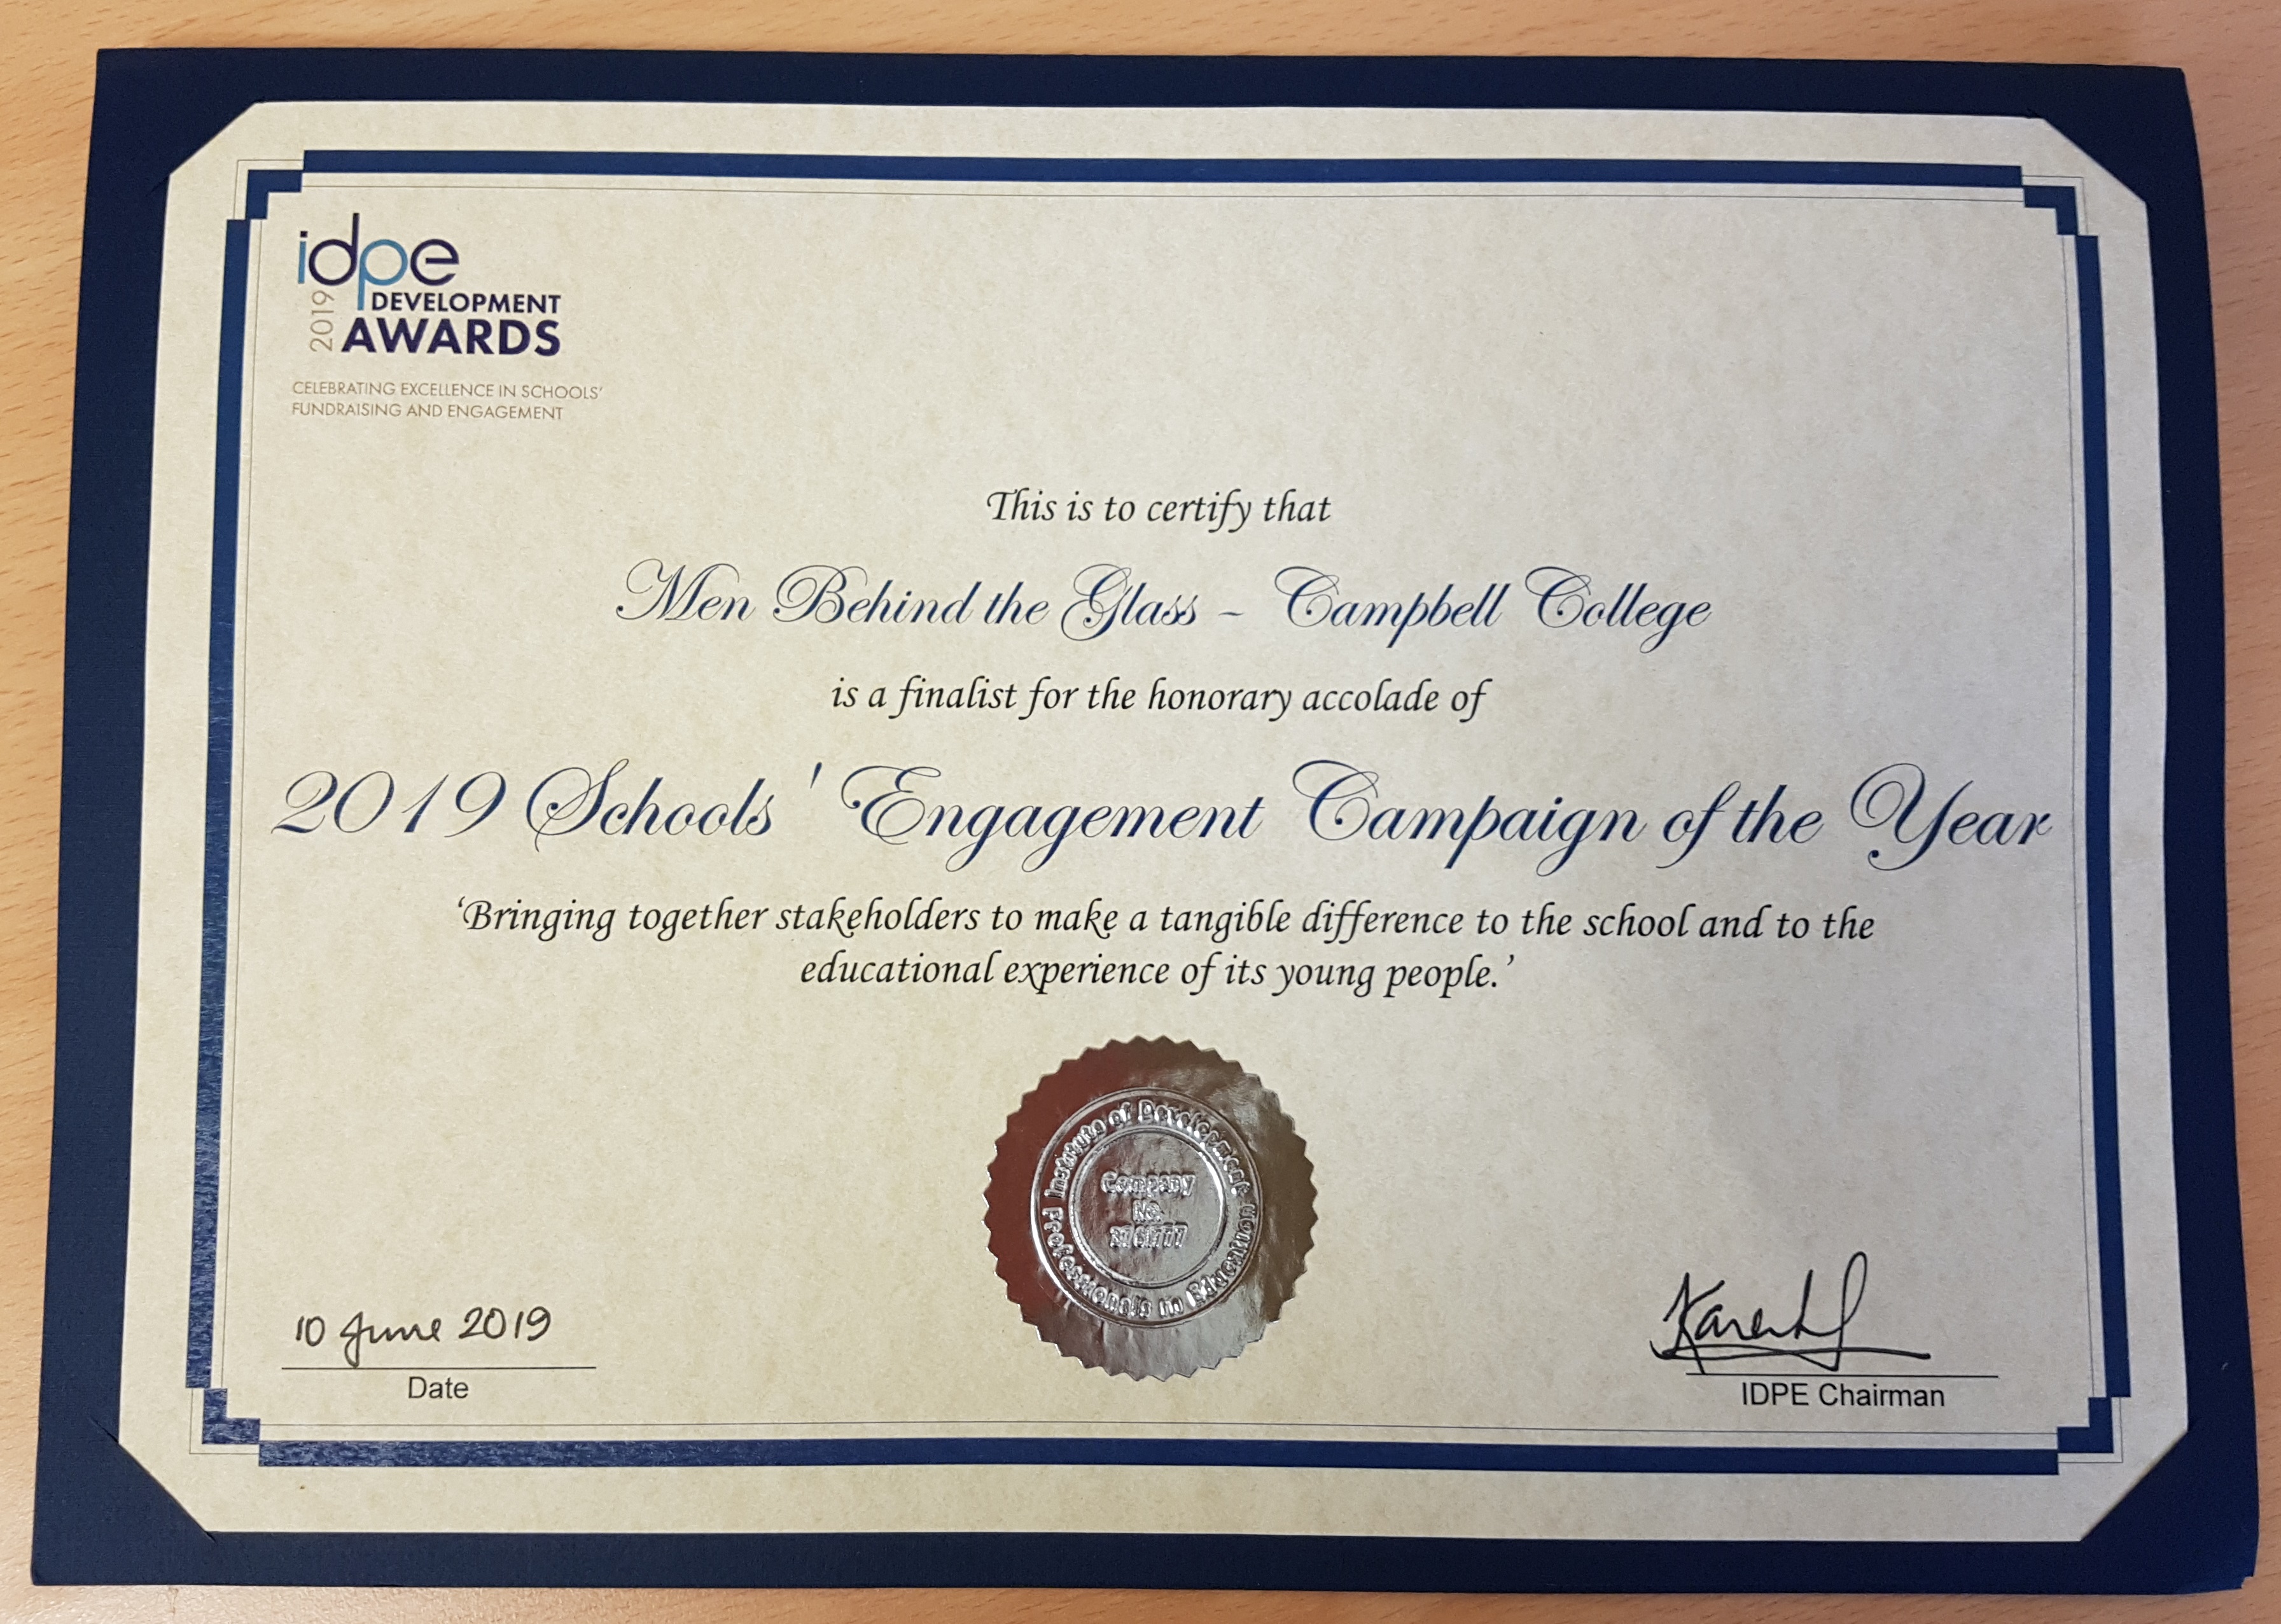 idpe
2019
DEVELOPMENT
AWARDS
CELEBRATING EXCELLENCE IN SCHOOLS'
FUNDRAISING AND ENGAGEMENT
This is to certify that
Men Behind the Glass - Campbell College
is a finalist for the honorary accolade of
2019 Schools' Engagement Campaign of the Year
‘Bringing together stakeholders to make a tangible difference to the school and to the
educational experience of its young people.’
Institute of Development
Professionals in Education
Company
No.
10 June 2019
Date
IDPE Chairman